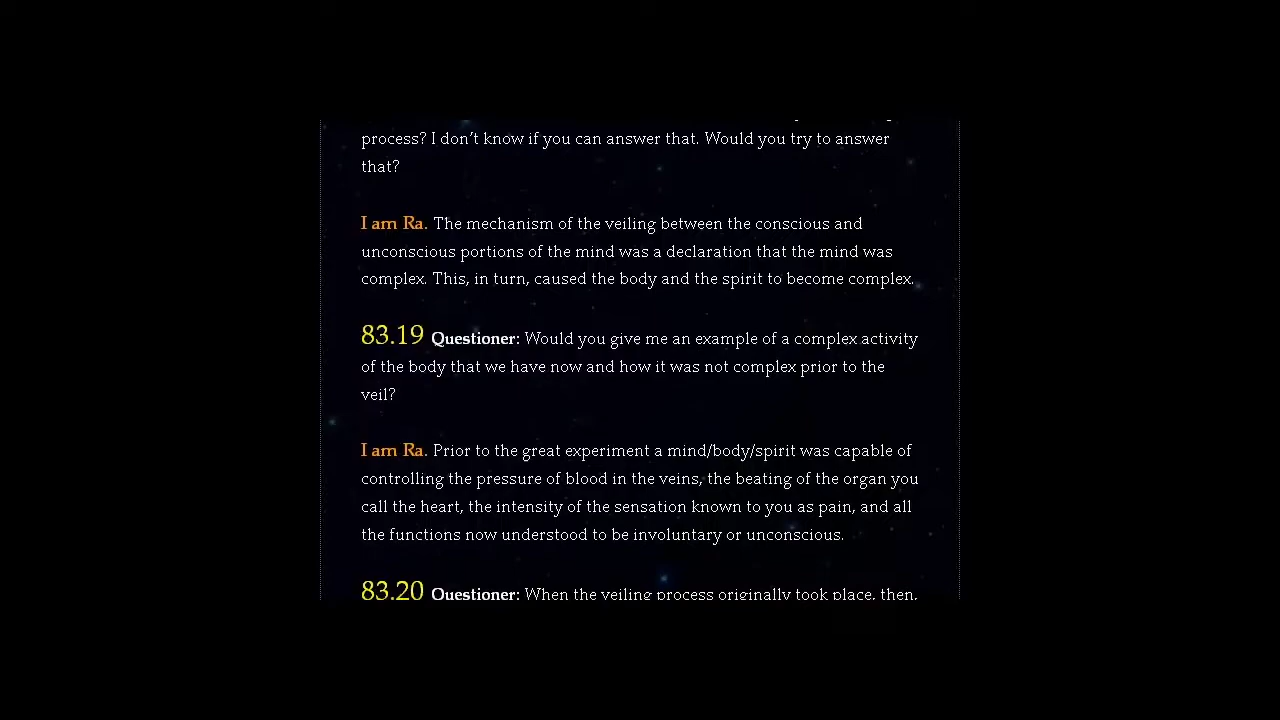 process? I don't know if you can answer that. Would you try to answer
that?
I am Ra. The mechanism of the veiling between the conscious and
unconscious portions of the mind was a declaration that the mind was
complex. This, in turn, caused the body and the spirit to become complex.
83.19 Questioner: Would you give me an example of a complex activity
of the body that we have now and how it was not complex prior to the
veil?
I am Ra. Prior to the great experiment a mind/body/spirit was capable of
controlling the pressure of blood in the veins, the beating of the organ you
call the heart, the intensity of the sensation known to you as pain, and all
the functions now understood to be involuntary or unconscious.
83.20 Questioner: When the veiling process originally took place, then,